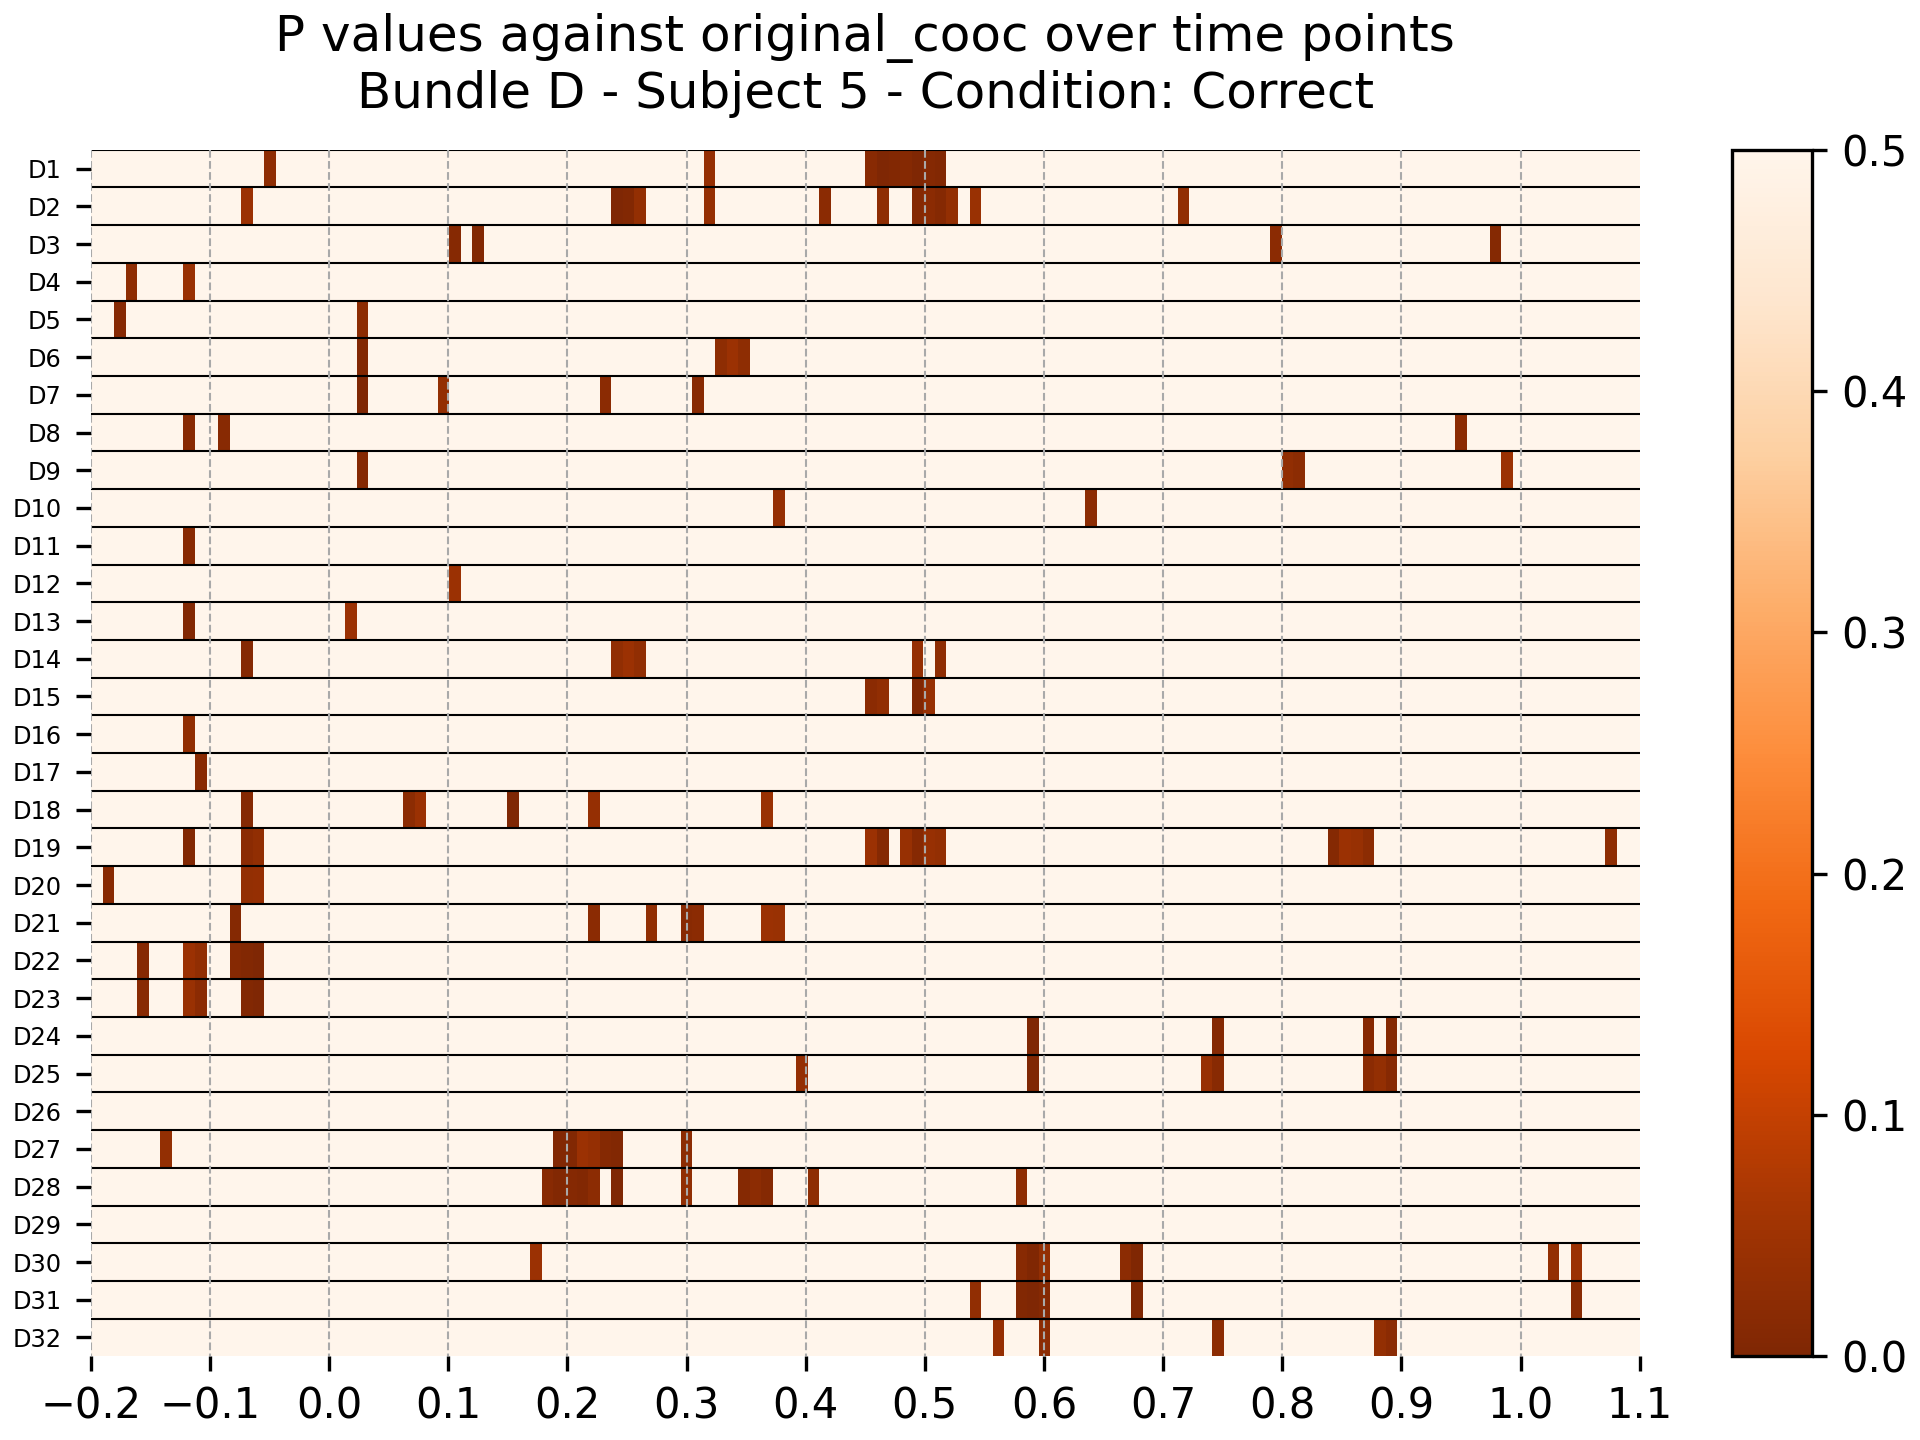 P values against original_cooc over time points
Bundle D - Subject 5 - Condition: Correct
D1
D2
D3
D4
D5
D6
D7
D8
D9
D10
D11
D12
D13
D14
D15
D16
D17
D18
D19
D20
D21
D22
D23
D24
D25
D26
D27
D28
D29
D30
D31
D32
−0.2 −0.1 0.0 0.1 0.2 0.3 0.4 0.5 0.6 0.7 0.8 0.9 1.0 1.1
0.5
0.4
0.3
0.2
0.1
0.0